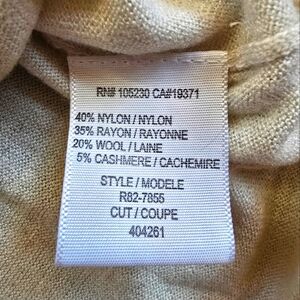 RN# 105230 CA#19371
40% NYLON / NYLON
35% RAYON / RAYONNE
20% WOOL / LAINE
5% CASHMERE / CACHEMIRE
STYLE / MODELE
R82-7855
CUT / COUPE
404261